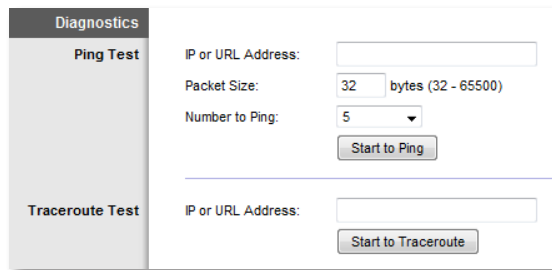 Diagnostics
Ping Test IP or URL Address:
Packet Size: 32 bytes (32 - 65500)
Number to Ping: 5
Start to Ping
Traceroute Test IP or URL Address:
Start to Traceroute